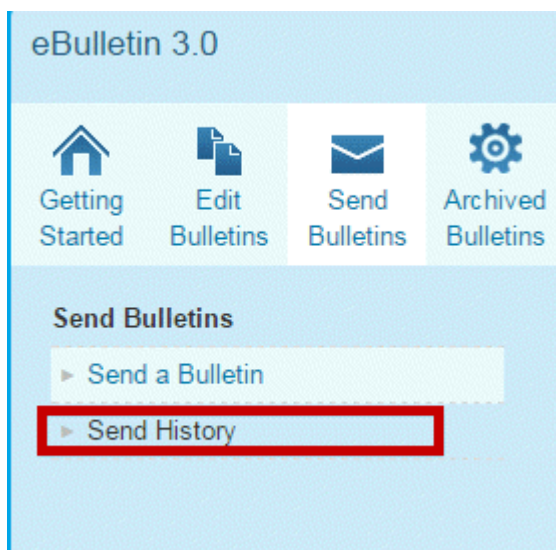 eBulletin 3.0
Getting Started
Edit Bulletins
Send Bulletins
Archived Bulletins
Send Bulletins
Send a Bulletin
Send History